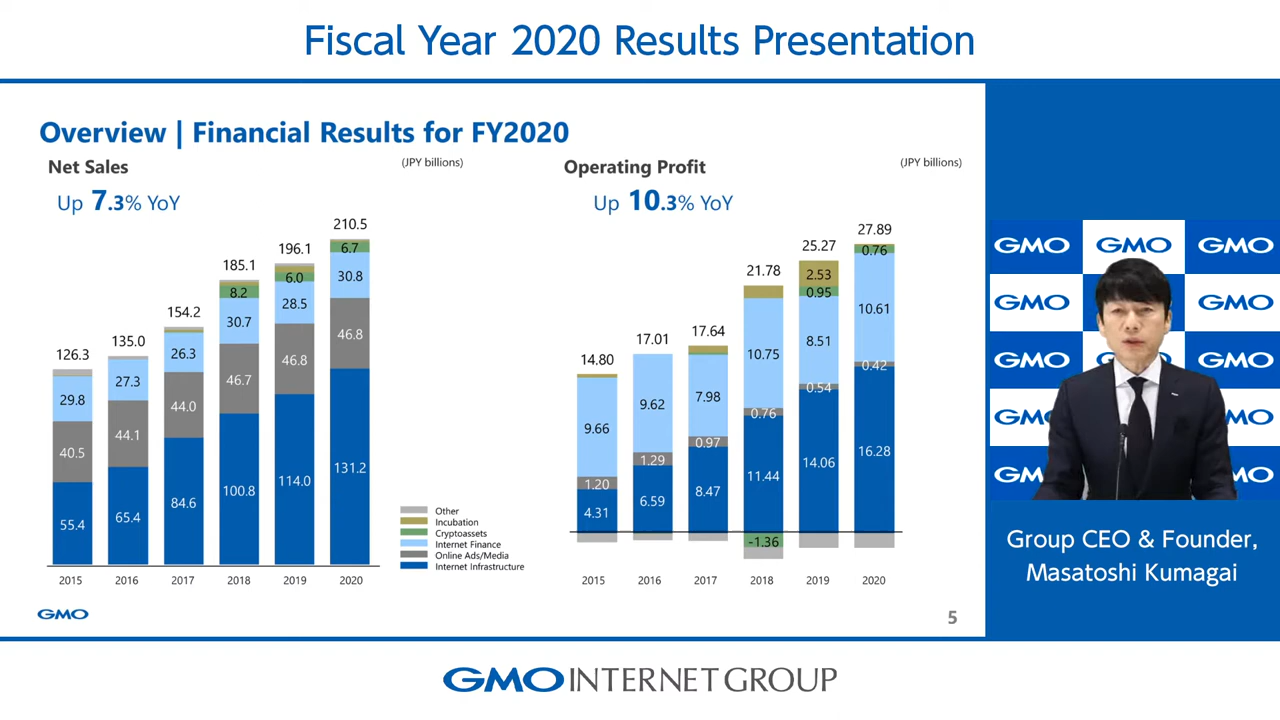 Fiscal Year 2020 Results Presentation
Overview | Financial Results for FY2020
Net Sales
(JPY billions)
Up 7.3% YoY
210.5
196.1
185.1
154.2
135.0
126.3
6.7
6.0
8.2
30.8
28.5
30.7
26.3
27.3
29.8
46.8
46.8
46.7
44.0
44.1
40.5
131.2
114.0
100.8
84.6
65.4
55.4
2015 2016 2017 2018 2019 2020
Other
Incubation
Cryptoassets
Internet Finance
Online Ads/Media
Internet Infrastructure
Operating Profit
(JPY billions)
Up 10.3% YoY
27.89
25.27
21.78
17.64
17.01
14.80
0.76
2.53
0.95
10.61
8.51
10.75
7.98
9.62
9.66
0.42
0.54
0.76
0.97
1.29
1.20
16.28
14.06
11.44
8.47
6.59
4.31
-1.36
2015 2016 2017 2018 2019 2020
GMO
5
GMO GMO GMO
GMO GMO
GMO GMO
GM MO
GM MO
Group CEO & Founder,
Masatoshi Kumagai
GMO INTERNET GROUP